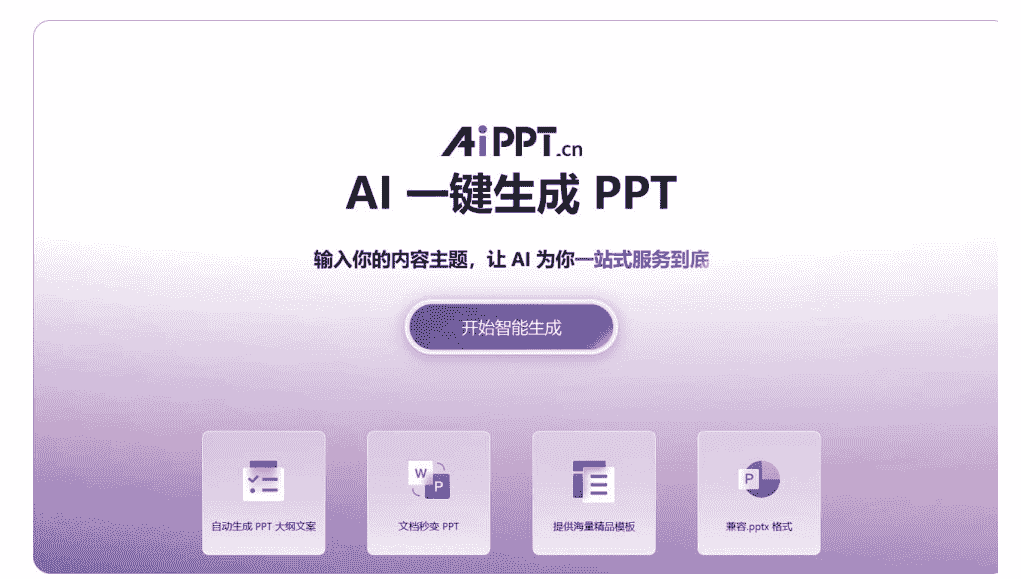 AiPPT.cn
AI 一键生成 PPT
输入你的内容主题，让 AI 为你一站式服务到底
开始智能生成
W
P
P
自动生成 PPT 大纲文案
文档秒变 PPT
提供海量精品模板
兼容.pptx 格式